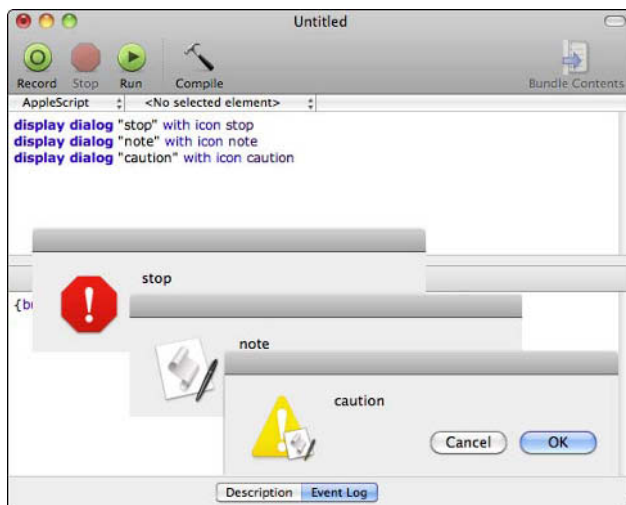 Untitled
Record Stop Run Compile Bundle Contents
AppleScript <No selected element>
display dialog "stop" with icon stop
display dialog "note" with icon note
display dialog "caution" with icon caution
stop
note
caution
Cancel OK
Description Event Log